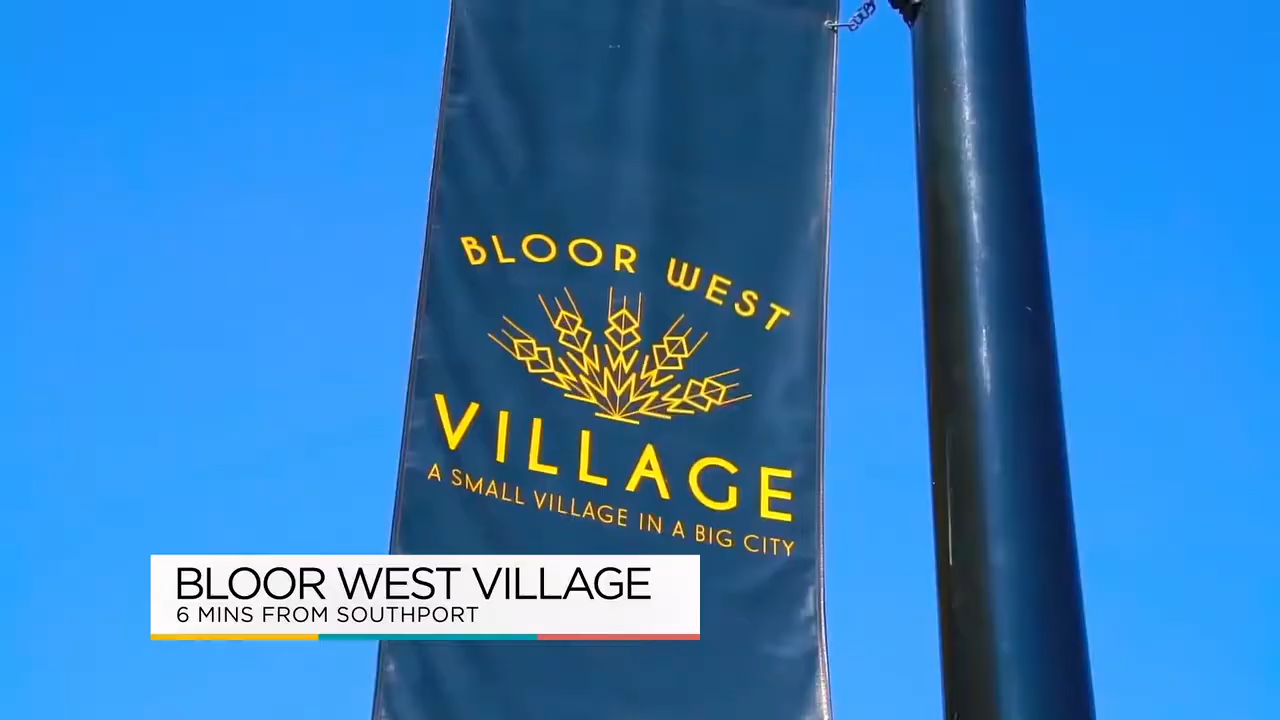 BLOOR WEST
VILLAGE
A SMALL VILLAGE IN A BIG CITY
BLOOR WEST VILLAGE
6 MINS FROM SOUTHPORT